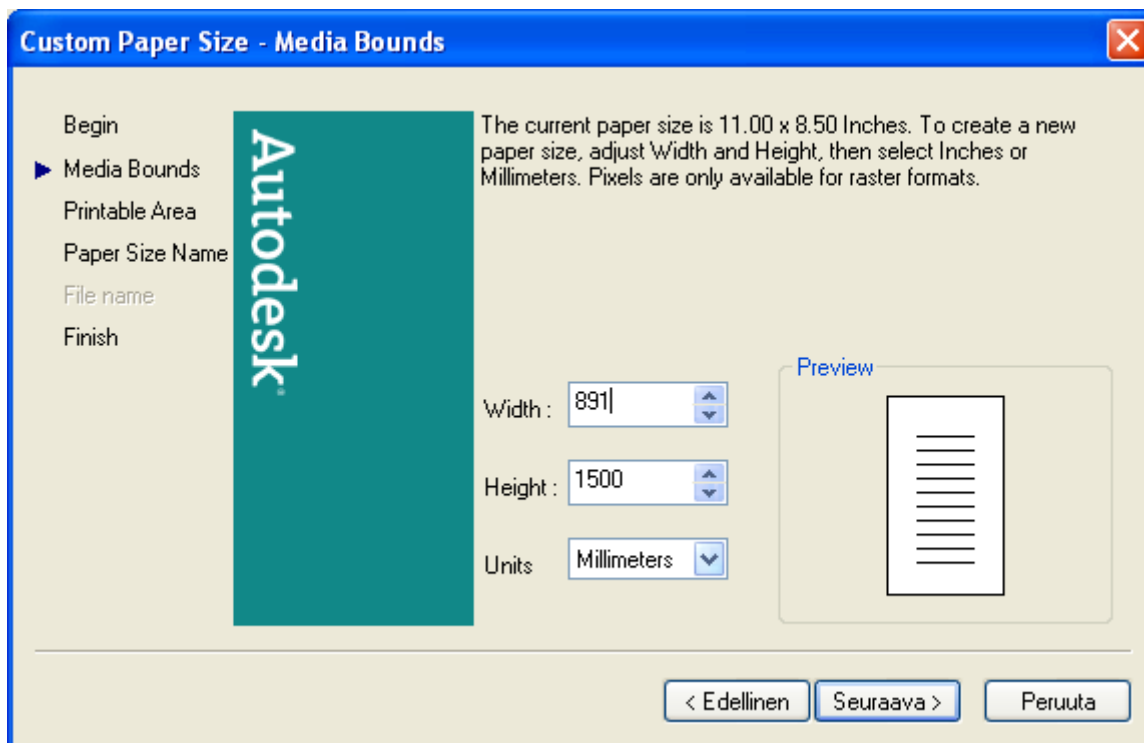 Custom Paper Size - Media Bounds
Begin
Media Bounds
Printable Area
Paper Size Name
File name
Finish
Autodesk
The current paper size is 11.00 x 8.50 Inches. To create a new
paper size, adjust Width and Height, then select Inches or
Millimeters. Pixels are only available for raster formats.
Width : 891
Height : 1500
Units Millimeters
Preview
< Edellinen Seuraava > Peruuta